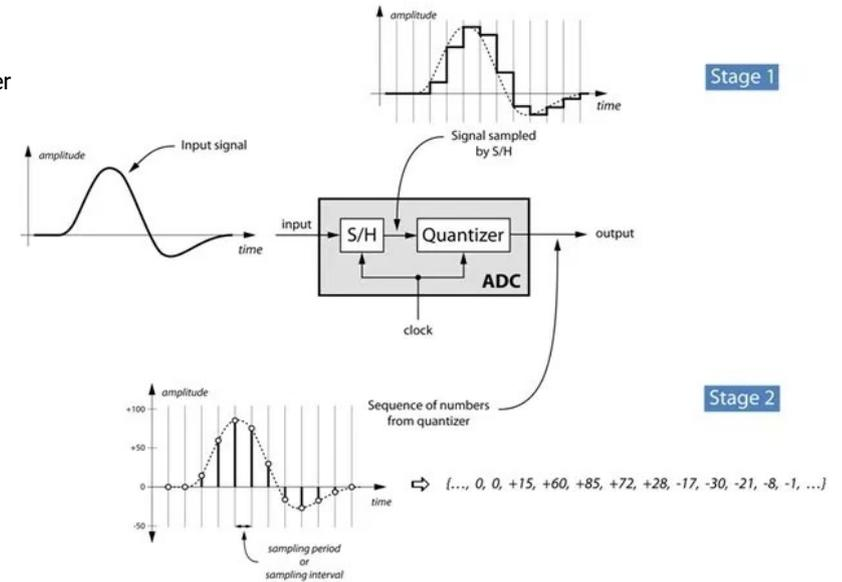 er
amplitude
Stage 1
time
Signal sampled
by S/H
Input signal
amplitude
time
input
S/H
Quantizer
output
ADC
clock
Stage 2
amplitude
+100
+50
0
-50
time
Sequence of numbers
from quantizer
{..., 0, 0, +15, +60, +85, +72, +28, -17, -30, -21, -8, -1, ...}
sampling period
or
sampling interval